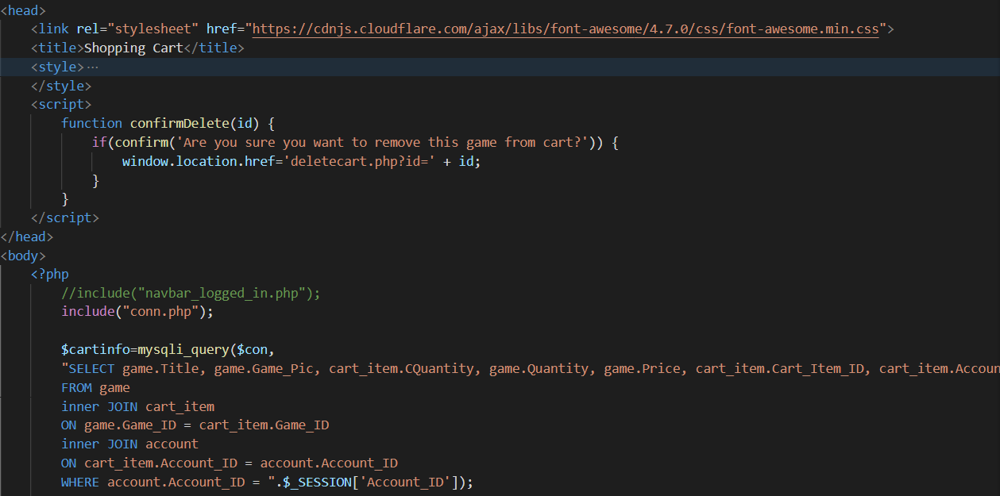 <head>
    <link rel="stylesheet" href="https://cdnjs.cloudflare.com/ajax/libs/font-awesome/4.7.0/css/font-awesome.min.css">
    <title>Shopping Cart</title>
    <style>···
    </style>
    <script>
        function confirmDelete(id) {
            if(confirm('Are you sure you want to remove this game from cart?')) {
                window.location.href='deletecart.php?id=' + id;
            }
        }
    </script>
</head>
<body>
    <?php
        //include("navbar_logged_in.php");
        include("conn.php");

        $cartinfo=mysqli_query($con,
        "SELECT game.Title, game.Game_Pic, cart_item.CQuantity, game.Quantity, game.Price, cart_item.Cart_Item_ID, cart_item.Accoun
        FROM game
        inner JOIN cart_item
        ON game.Game_ID = cart_item.Game_ID
        inner JOIN account
        ON cart_item.Account_ID = account.Account_ID
        WHERE account.Account_ID = ".$_SESSION['Account_ID']);